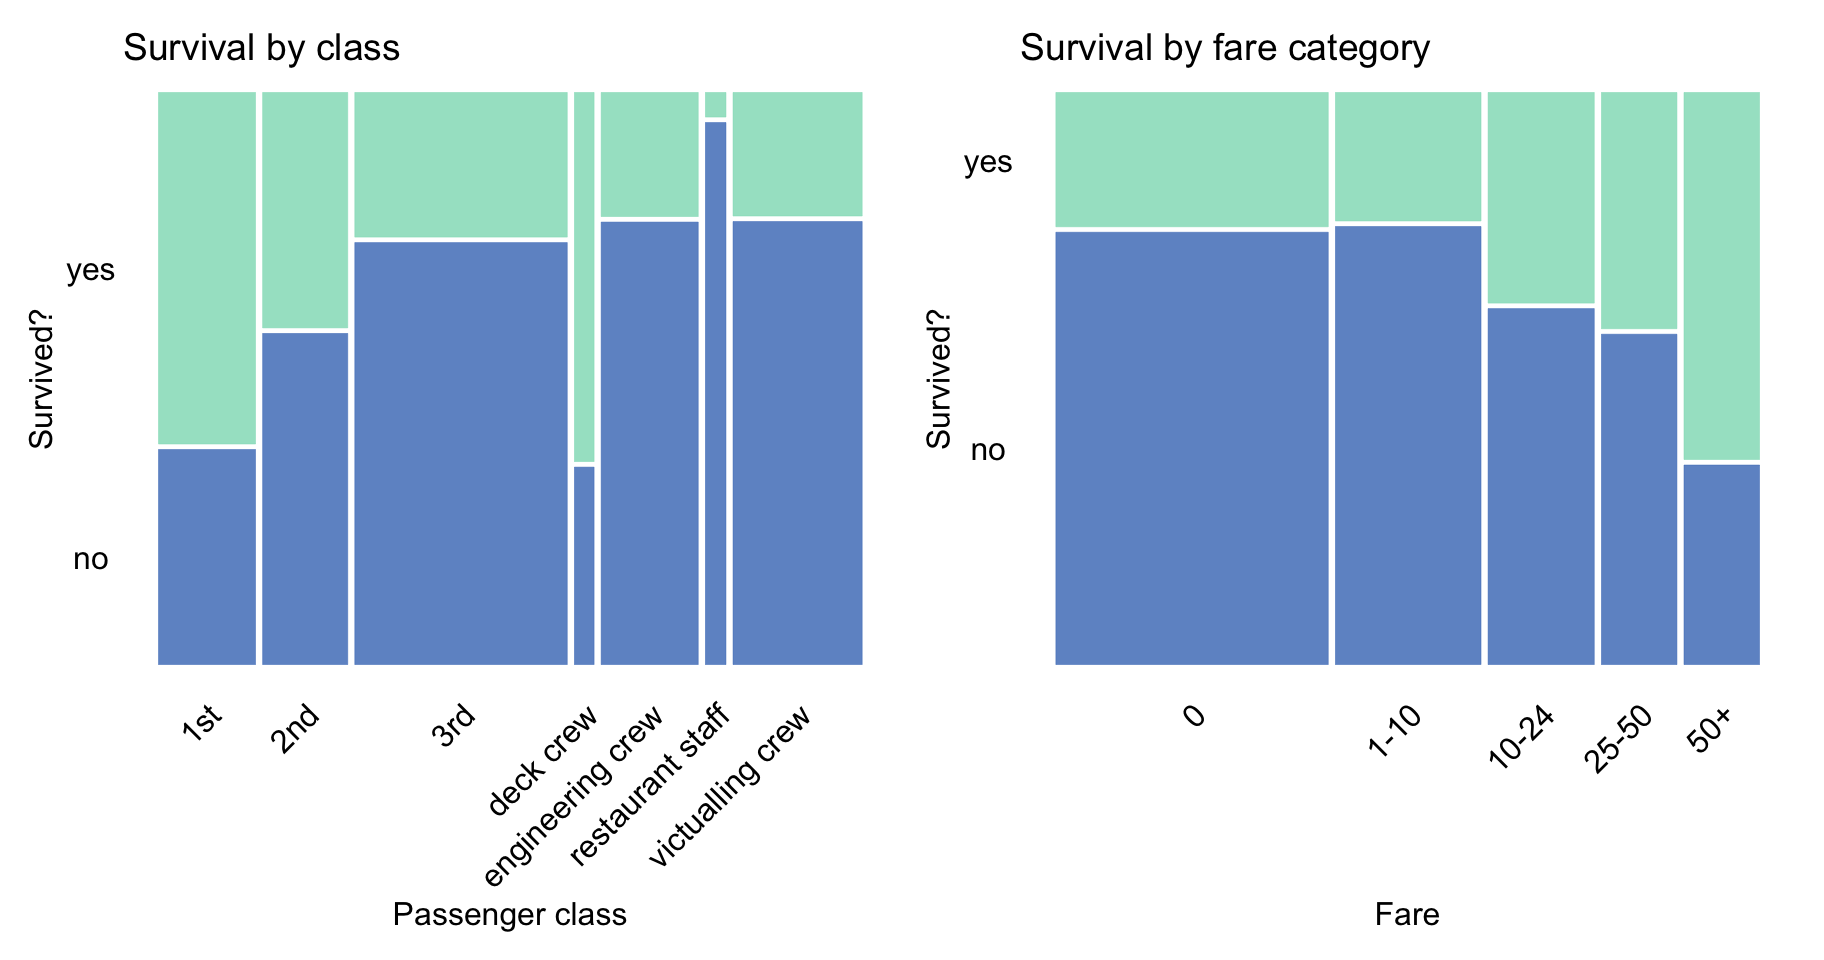 Survival by class
yes
no
Survived?
1st
2nd
3rd
deck crew
engineering crew
restaurant staff
victualling crew
Passenger class
Survival by fare category
yes
no
Survived?
0
1-10
10-24
25-50
50+
Fare